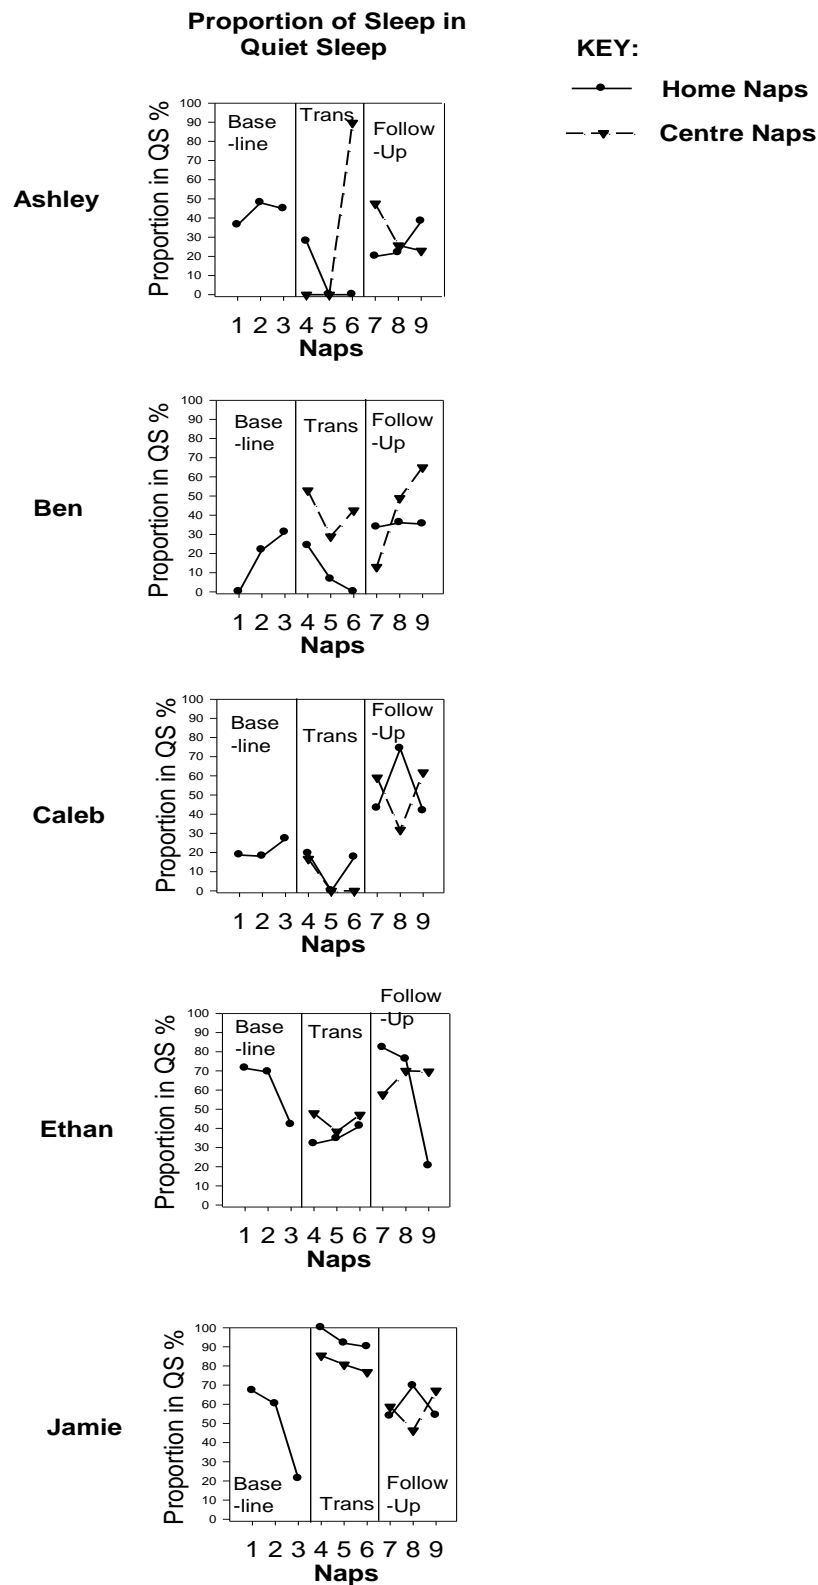 Proportion of Sleep in
Quiet Sleep
KEY:
Home Naps
Centre Naps
Ashley
Proportion in QS %
100
90
80
70
60
50
40
30
20
10
0
Base
-line
Trans
Follow
-Up
1 2 3 4 5 6 7 8 9
Naps
Ben
Proportion in QS %
100
90
80
70
60
50
40
30
20
10
0
Base
-line
Trans
Follow
-Up
1 2 3 4 5 6 7 8 9
Naps
Caleb
Proportion in QS %
100
90
80
70
60
50
40
30
20
10
0
Base
-line
Trans
Follow
-Up
1 2 3 4 5 6 7 8 9
Naps
Ethan
Proportion in QS %
100
90
80
70
60
50
40
30
20
10
0
Base
-line
Trans
Follow
-Up
1 2 3 4 5 6 7 8 9
Naps
Jamie
Proportion in QS %
100
90
80
70
60
50
40
30
20
10
0
Base
-line
Trans
Follow
-Up
1 2 3 4 5 6 7 8 9
Naps